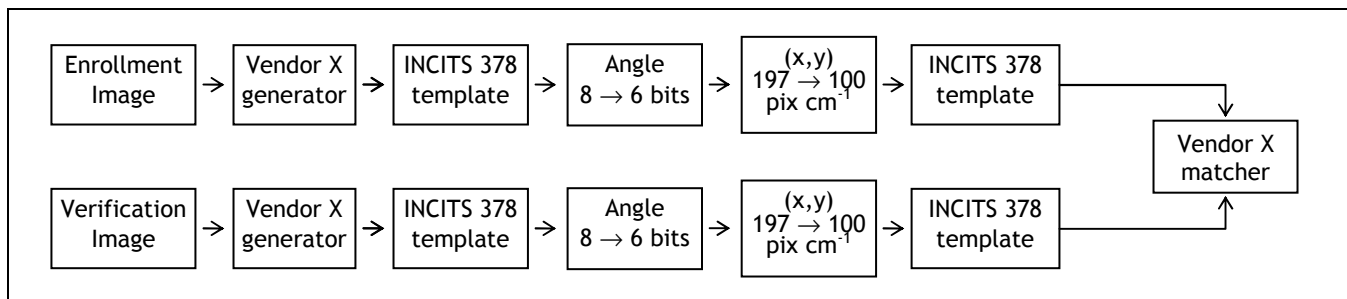 Enrollment
Image
Vendor X
generator
INCITS 378
template
Angle
8 → 6 bits
(x,y)
197 → 100
pix cm⁻¹
INCITS 378
template
Vendor X
matcher
Verification
Image
Vendor X
generator
INCITS 378
template
Angle
8 → 6 bits
(x,y)
197 → 100
pix cm⁻¹
INCITS 378
template